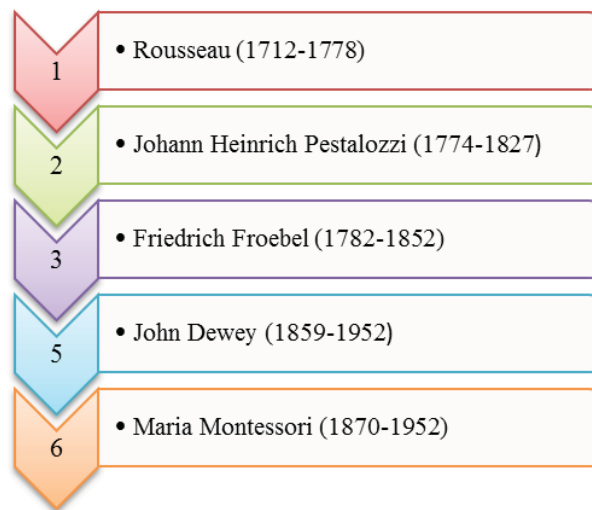 1
• Rousseau (1712-1778)
2
• Johann Heinrich Pestalozzi (1774-1827)
3
• Friedrich Froebel (1782-1852)
5
• John Dewey (1859-1952)
6
• Maria Montessori (1870-1952)